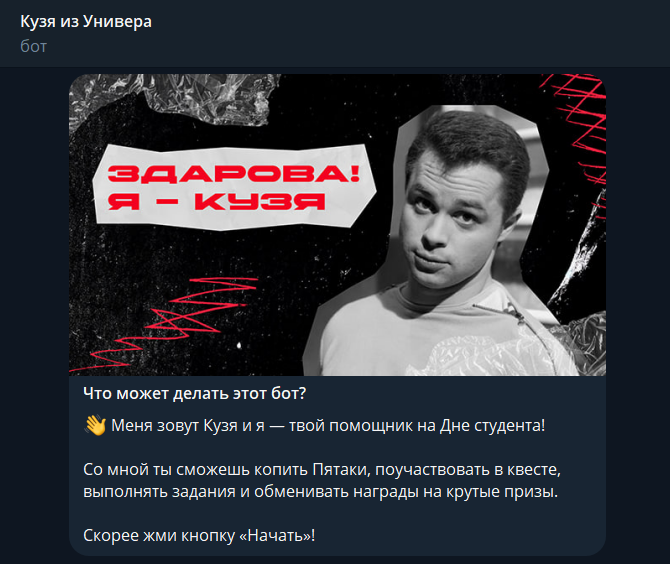 Кузя из Универа
бот
ЗДАРОВА!
Я – КУЗЯ
Что может делать этот бот?
👋 Меня зовут Кузя и я — твой помощник на Дне студента!
Со мной ты сможешь копить Пятаки, поучаствовать в квесте,
выполнять задания и обменивать награды на крутые призы.
Скорее жми кнопку «Начать»!